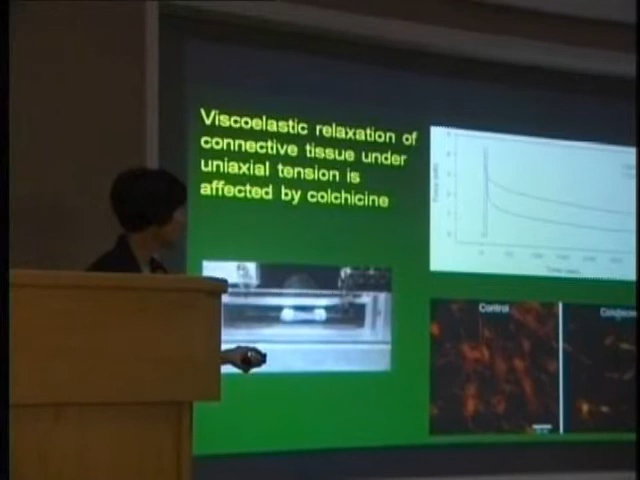 Viscoelastic relaxation of
connective tissue under
uniaxial tension is
affected by colchicine
Control